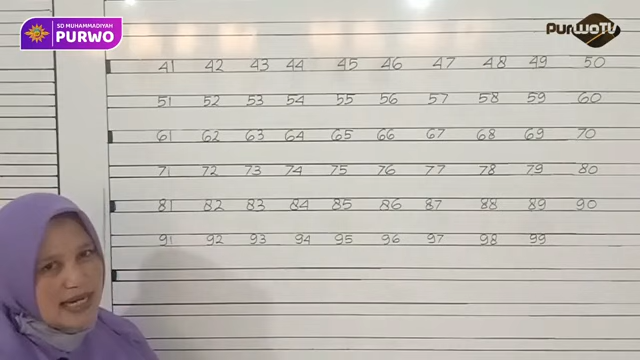 SD MUHAMMADIYAH
PURWO
PURWOTV
41 42 43 44 45 46 47 48 49 50
51 52 53 54 55 56 57 58 59 60
61 62 63 64 65 66 67 68 69 70
71 72 73 74 75 76 77 78 79 80
81 82 83 84 85 86 87 88 89 90
91 92 93 94 95 96 97 98 99